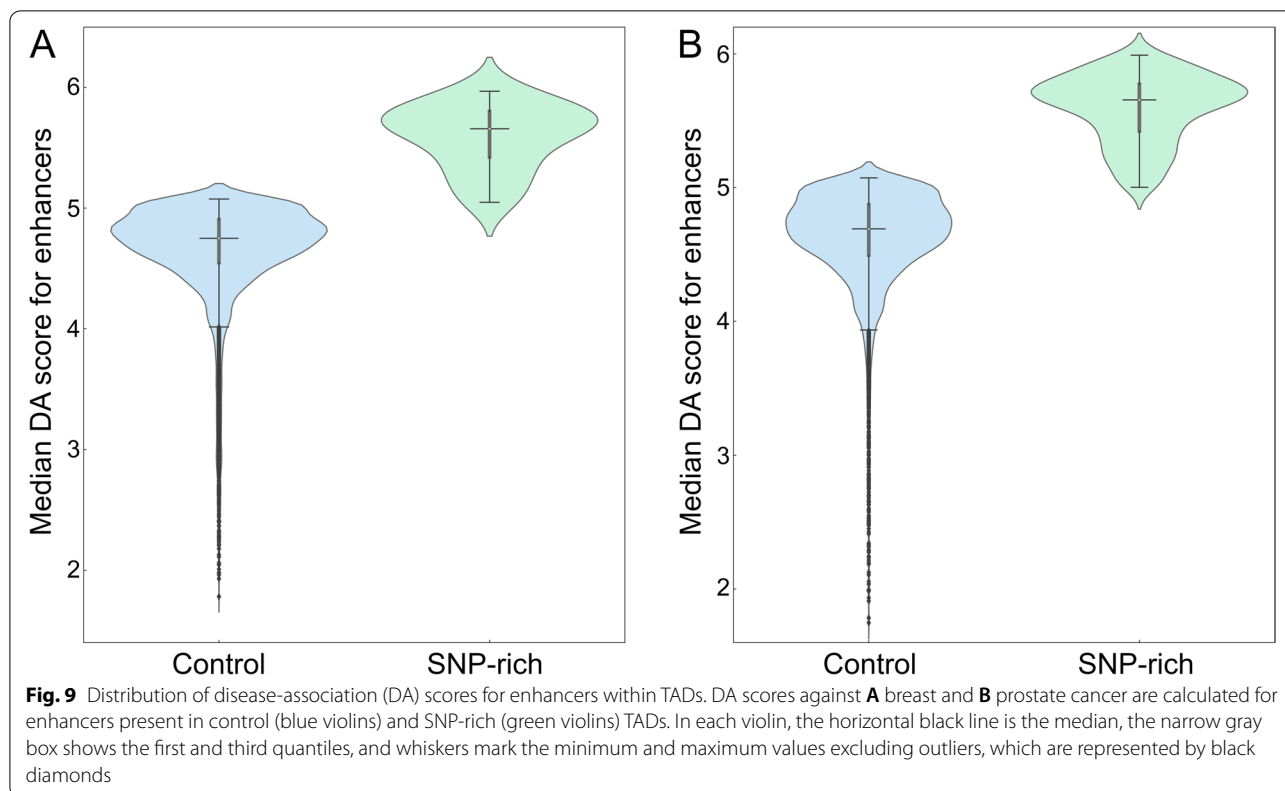 A
Median DA score for enhancers
6
5
4
3
2
Control
SNP-rich
B
Median DA score for enhancers
6
5
4
3
2
Control
SNP-rich
Fig. 9 Distribution of disease-association (DA) scores for enhancers within TADs. DA scores against A breast and B prostate cancer are calculated for
enhancers present in control (blue violins) and SNP-rich (green violins) TADs. In each violin, the horizontal black line is the median, the narrow gray
box shows the first and third quantiles, and whiskers mark the minimum and maximum values excluding outliers, which are represented by black
diamonds